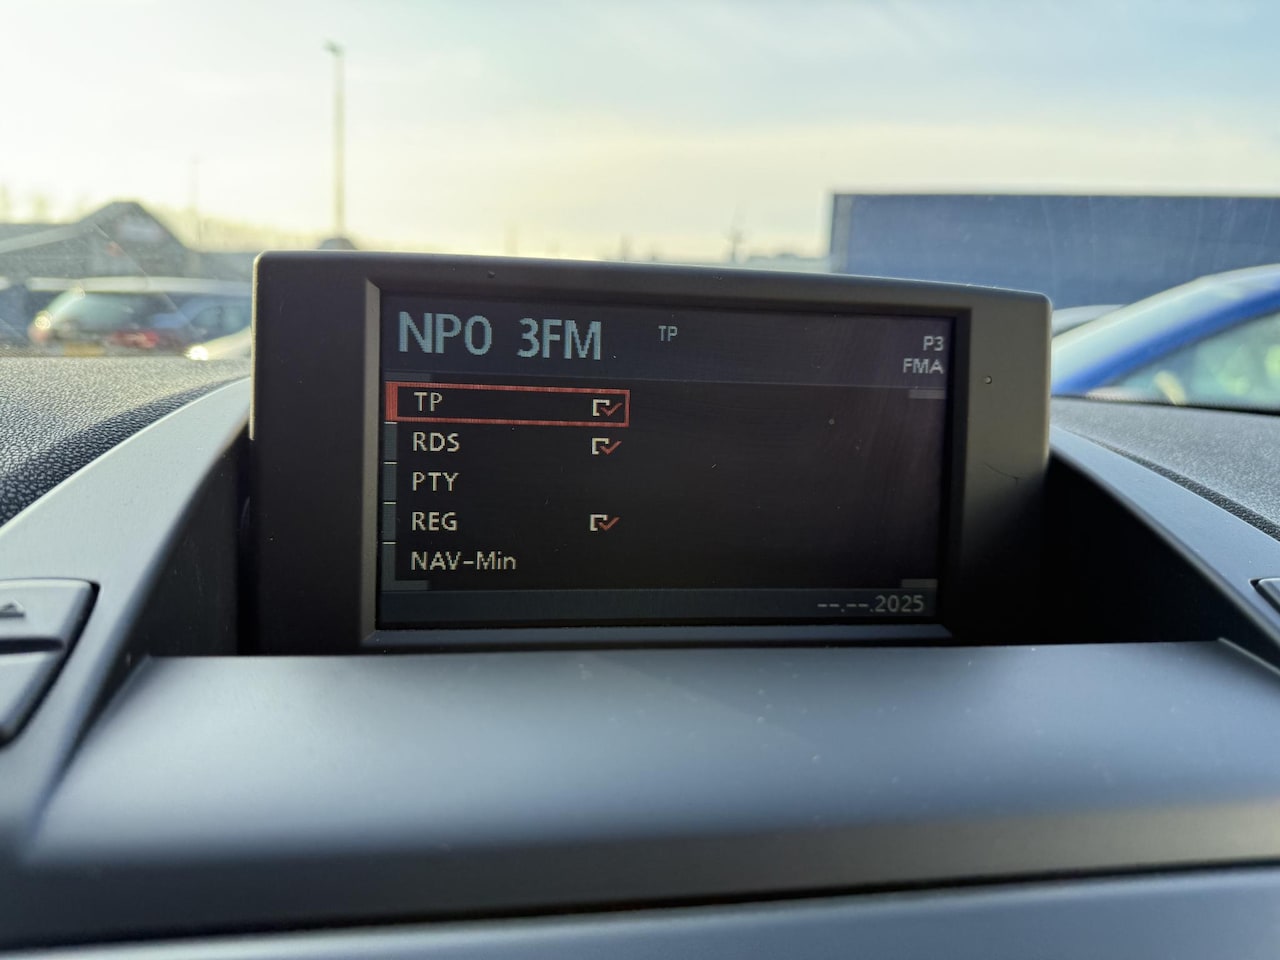 NPO 3FM TP P3
FMA
TP
RDS
PTY
REG
NAV-Min
--.--.2025